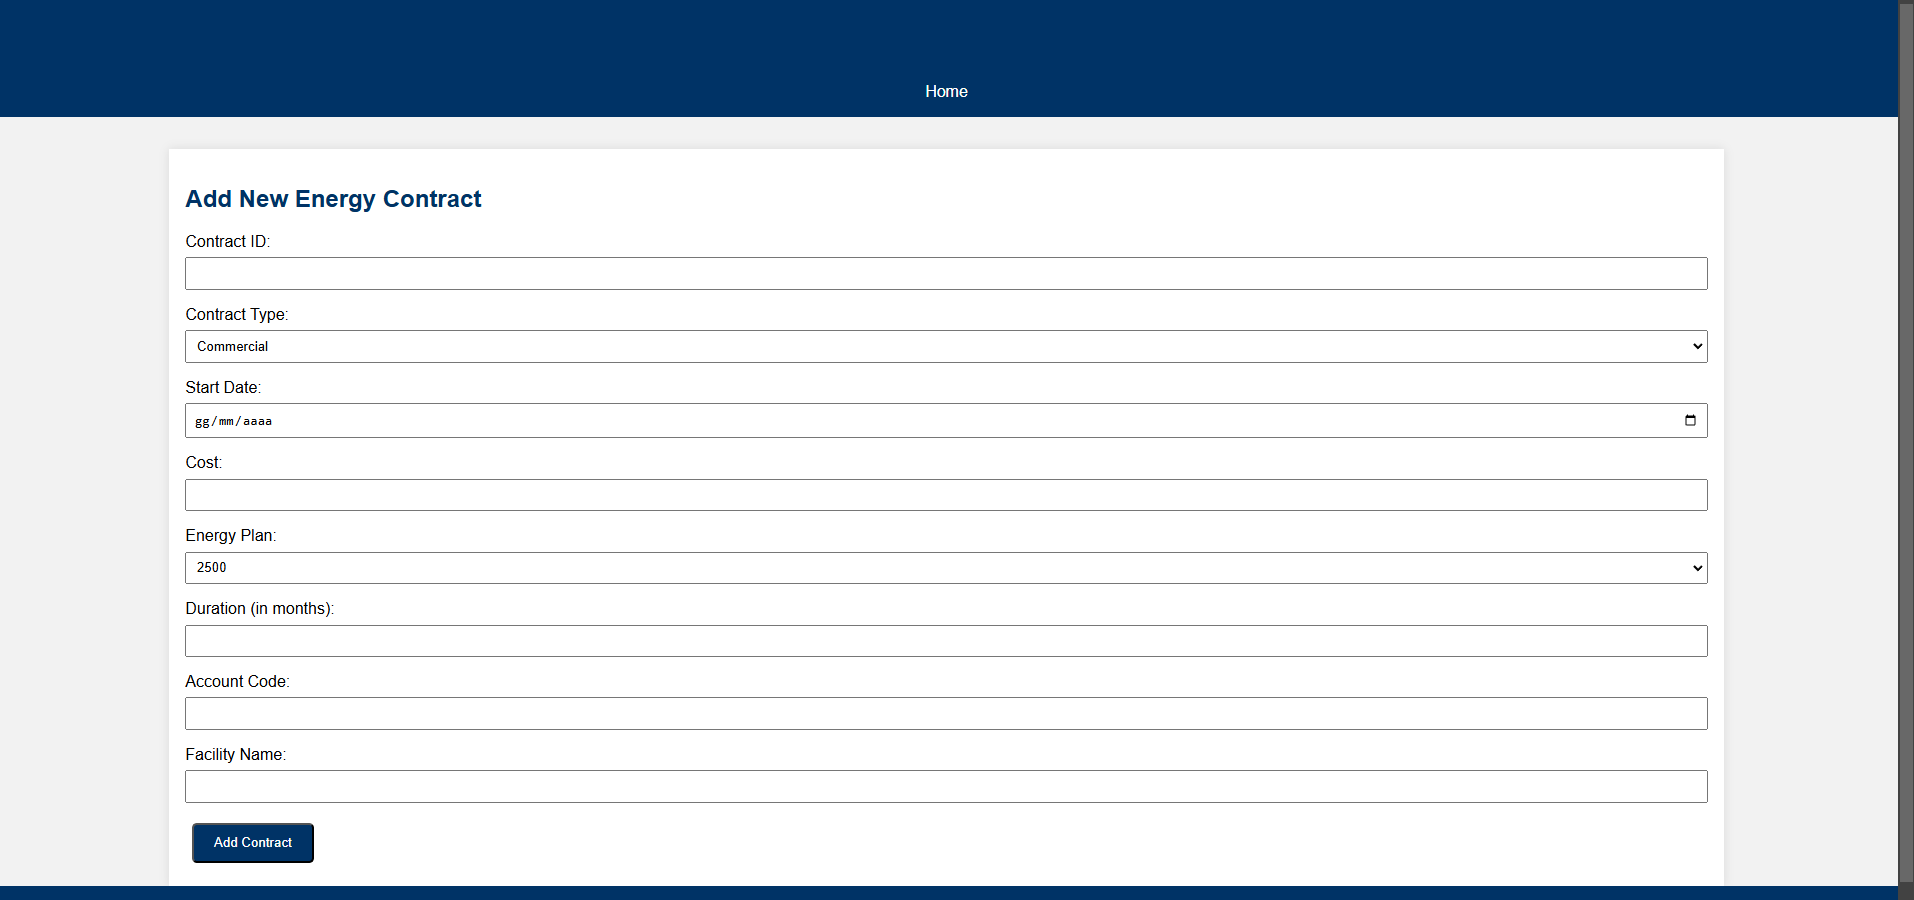 Home
Add New Energy Contract
Contract ID:
Contract Type:
Commercial
Start Date:
gg/mm/aaaa
Cost:
Energy Plan:
2500
Duration (in months):
Account Code:
Facility Name:
Add Contract